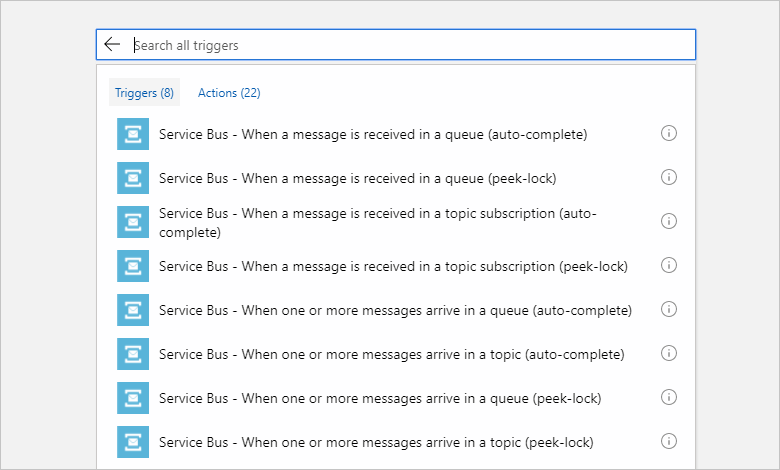 Search all triggers
Triggers (8) Actions (22)
Service Bus - When a message is received in a queue (auto-complete)
Service Bus - When a message is received in a queue (peek-lock)
Service Bus - When a message is received in a topic subscription (auto-
complete)
Service Bus - When a message is received in a topic subscription (peek-lock)
Service Bus - When one or more messages arrive in a queue (auto-complete)
Service Bus - When one or more messages arrive in a topic (auto-complete)
Service Bus - When one or more messages arrive in a queue (peek-lock)
Service Bus - When one or more messages arrive in a topic (peek-lock)